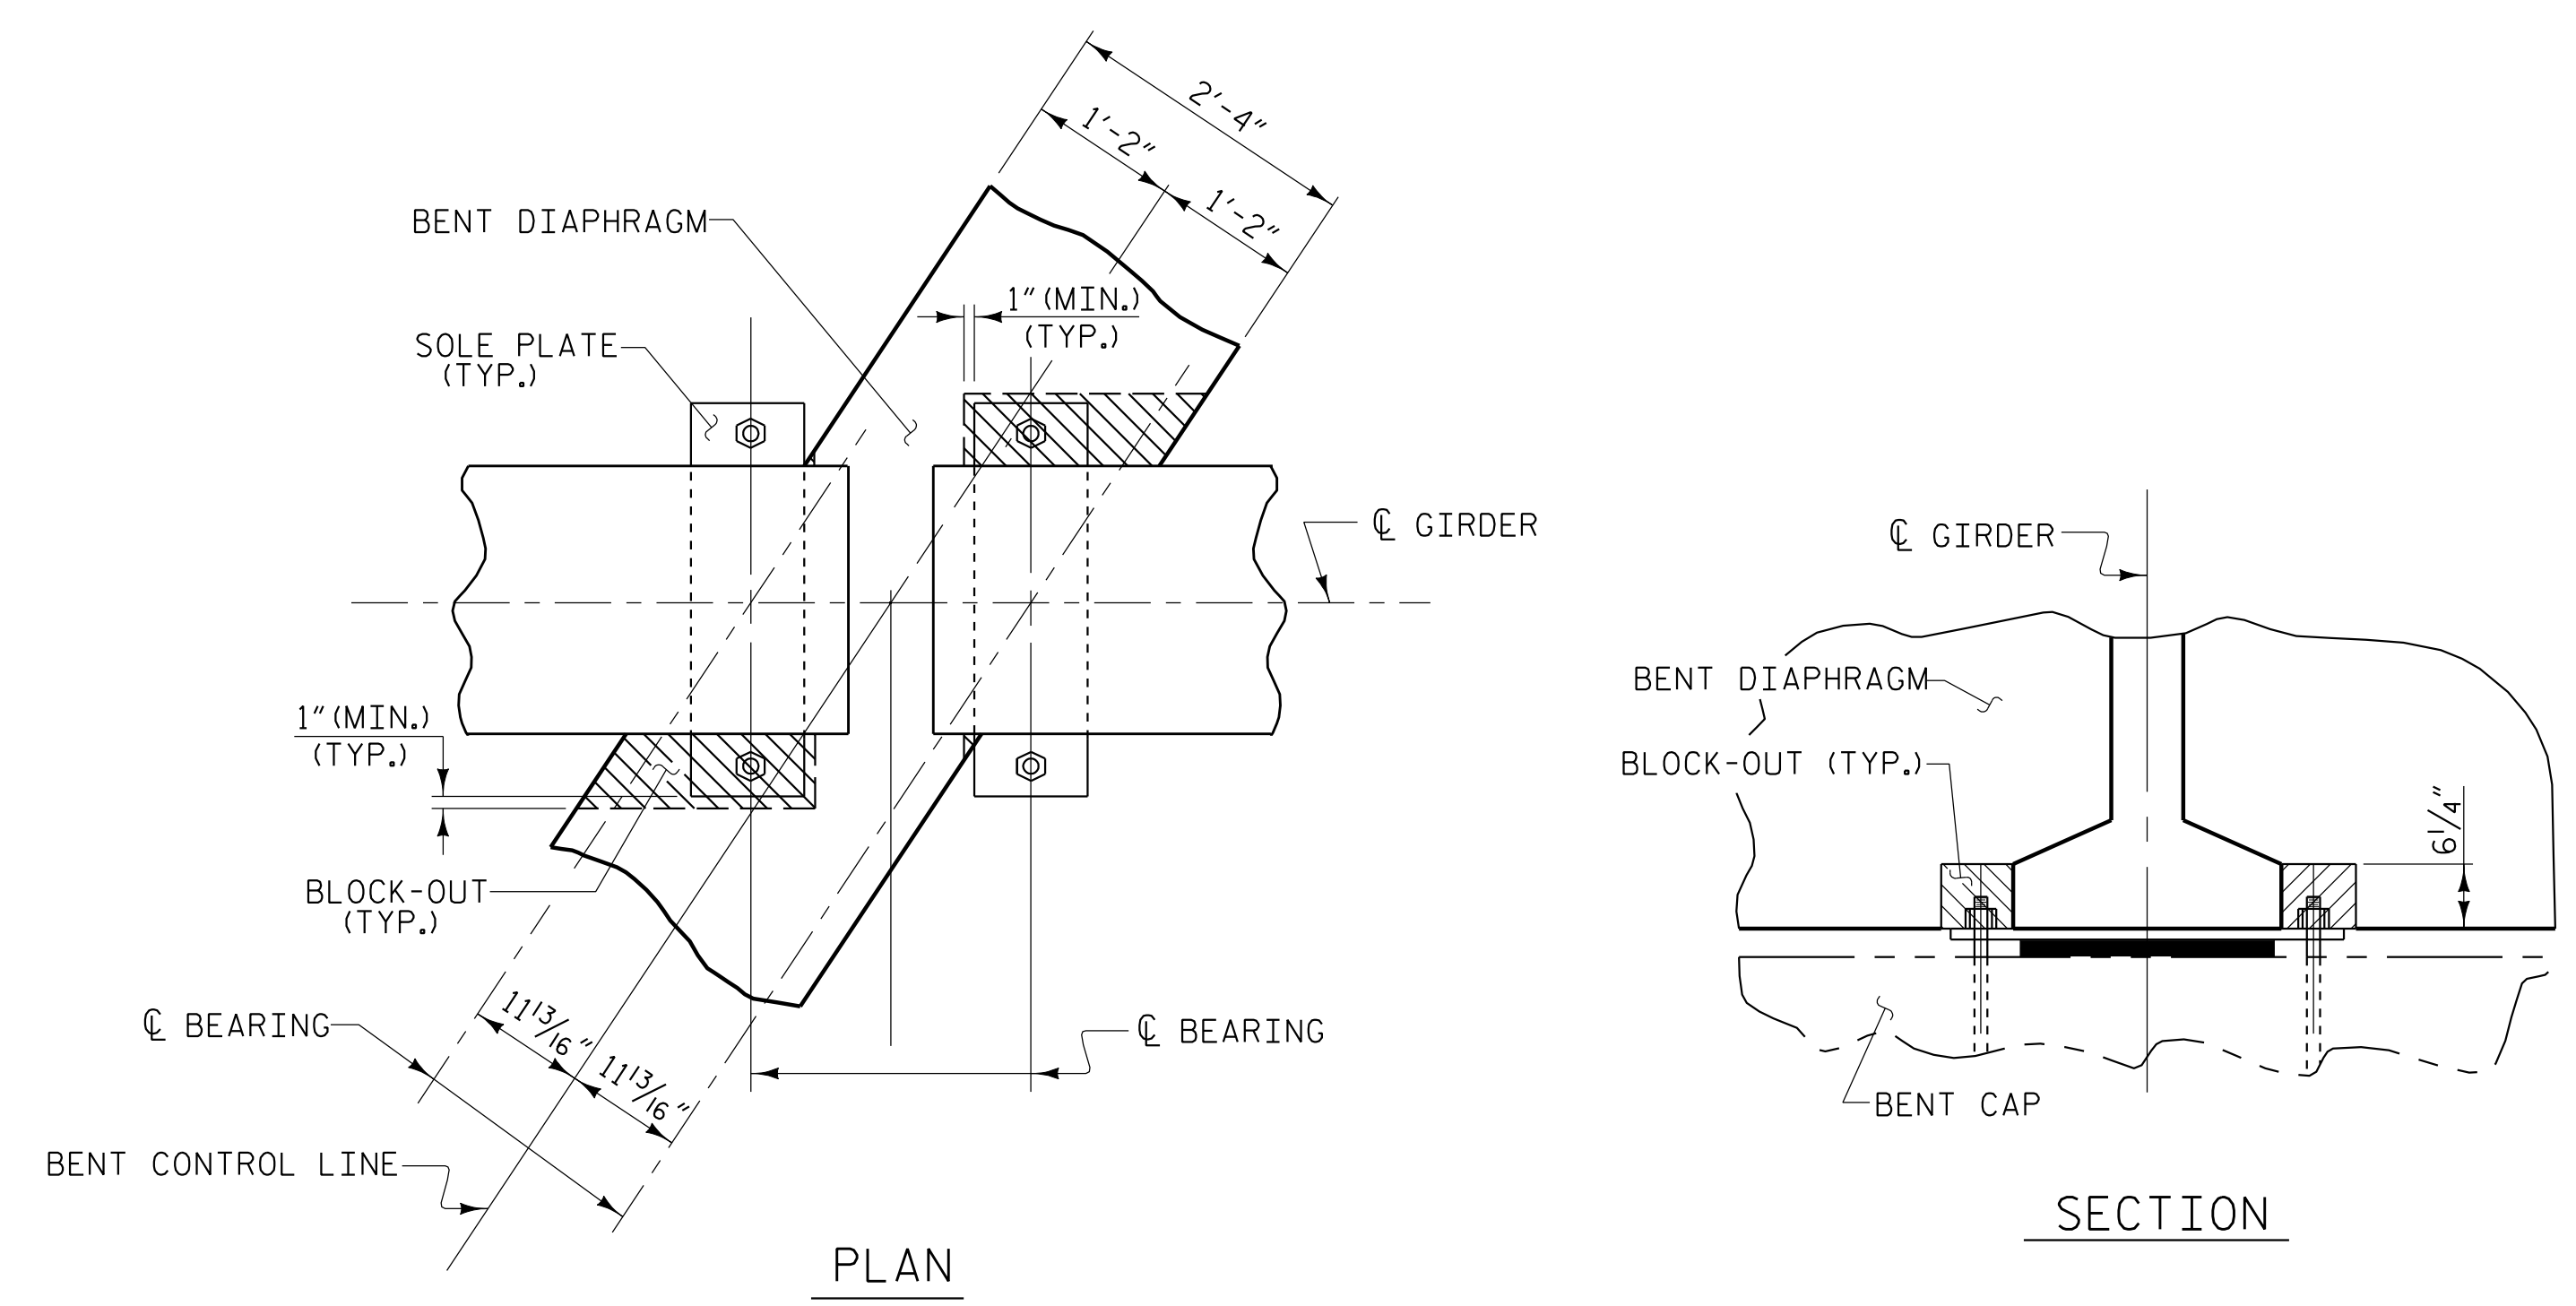 2'-4"
1'-2"
1'-2"
BENT DIAPHRAGM
1" (MIN.)
(TYP.)
SOLE PLATE
(TYP.)
℄ GIRDER
1" (MIN.)
(TYP.)
BLOCK-OUT
(TYP.)
11 13/16"
11 13/16"
℄ BEARING
℄ BEARING
BENT CONTROL LINE
PLAN
℄ GIRDER
BENT DIAPHRAGM
BLOCK-OUT (TYP.)
6 1/4"
BENT CAP
SECTION